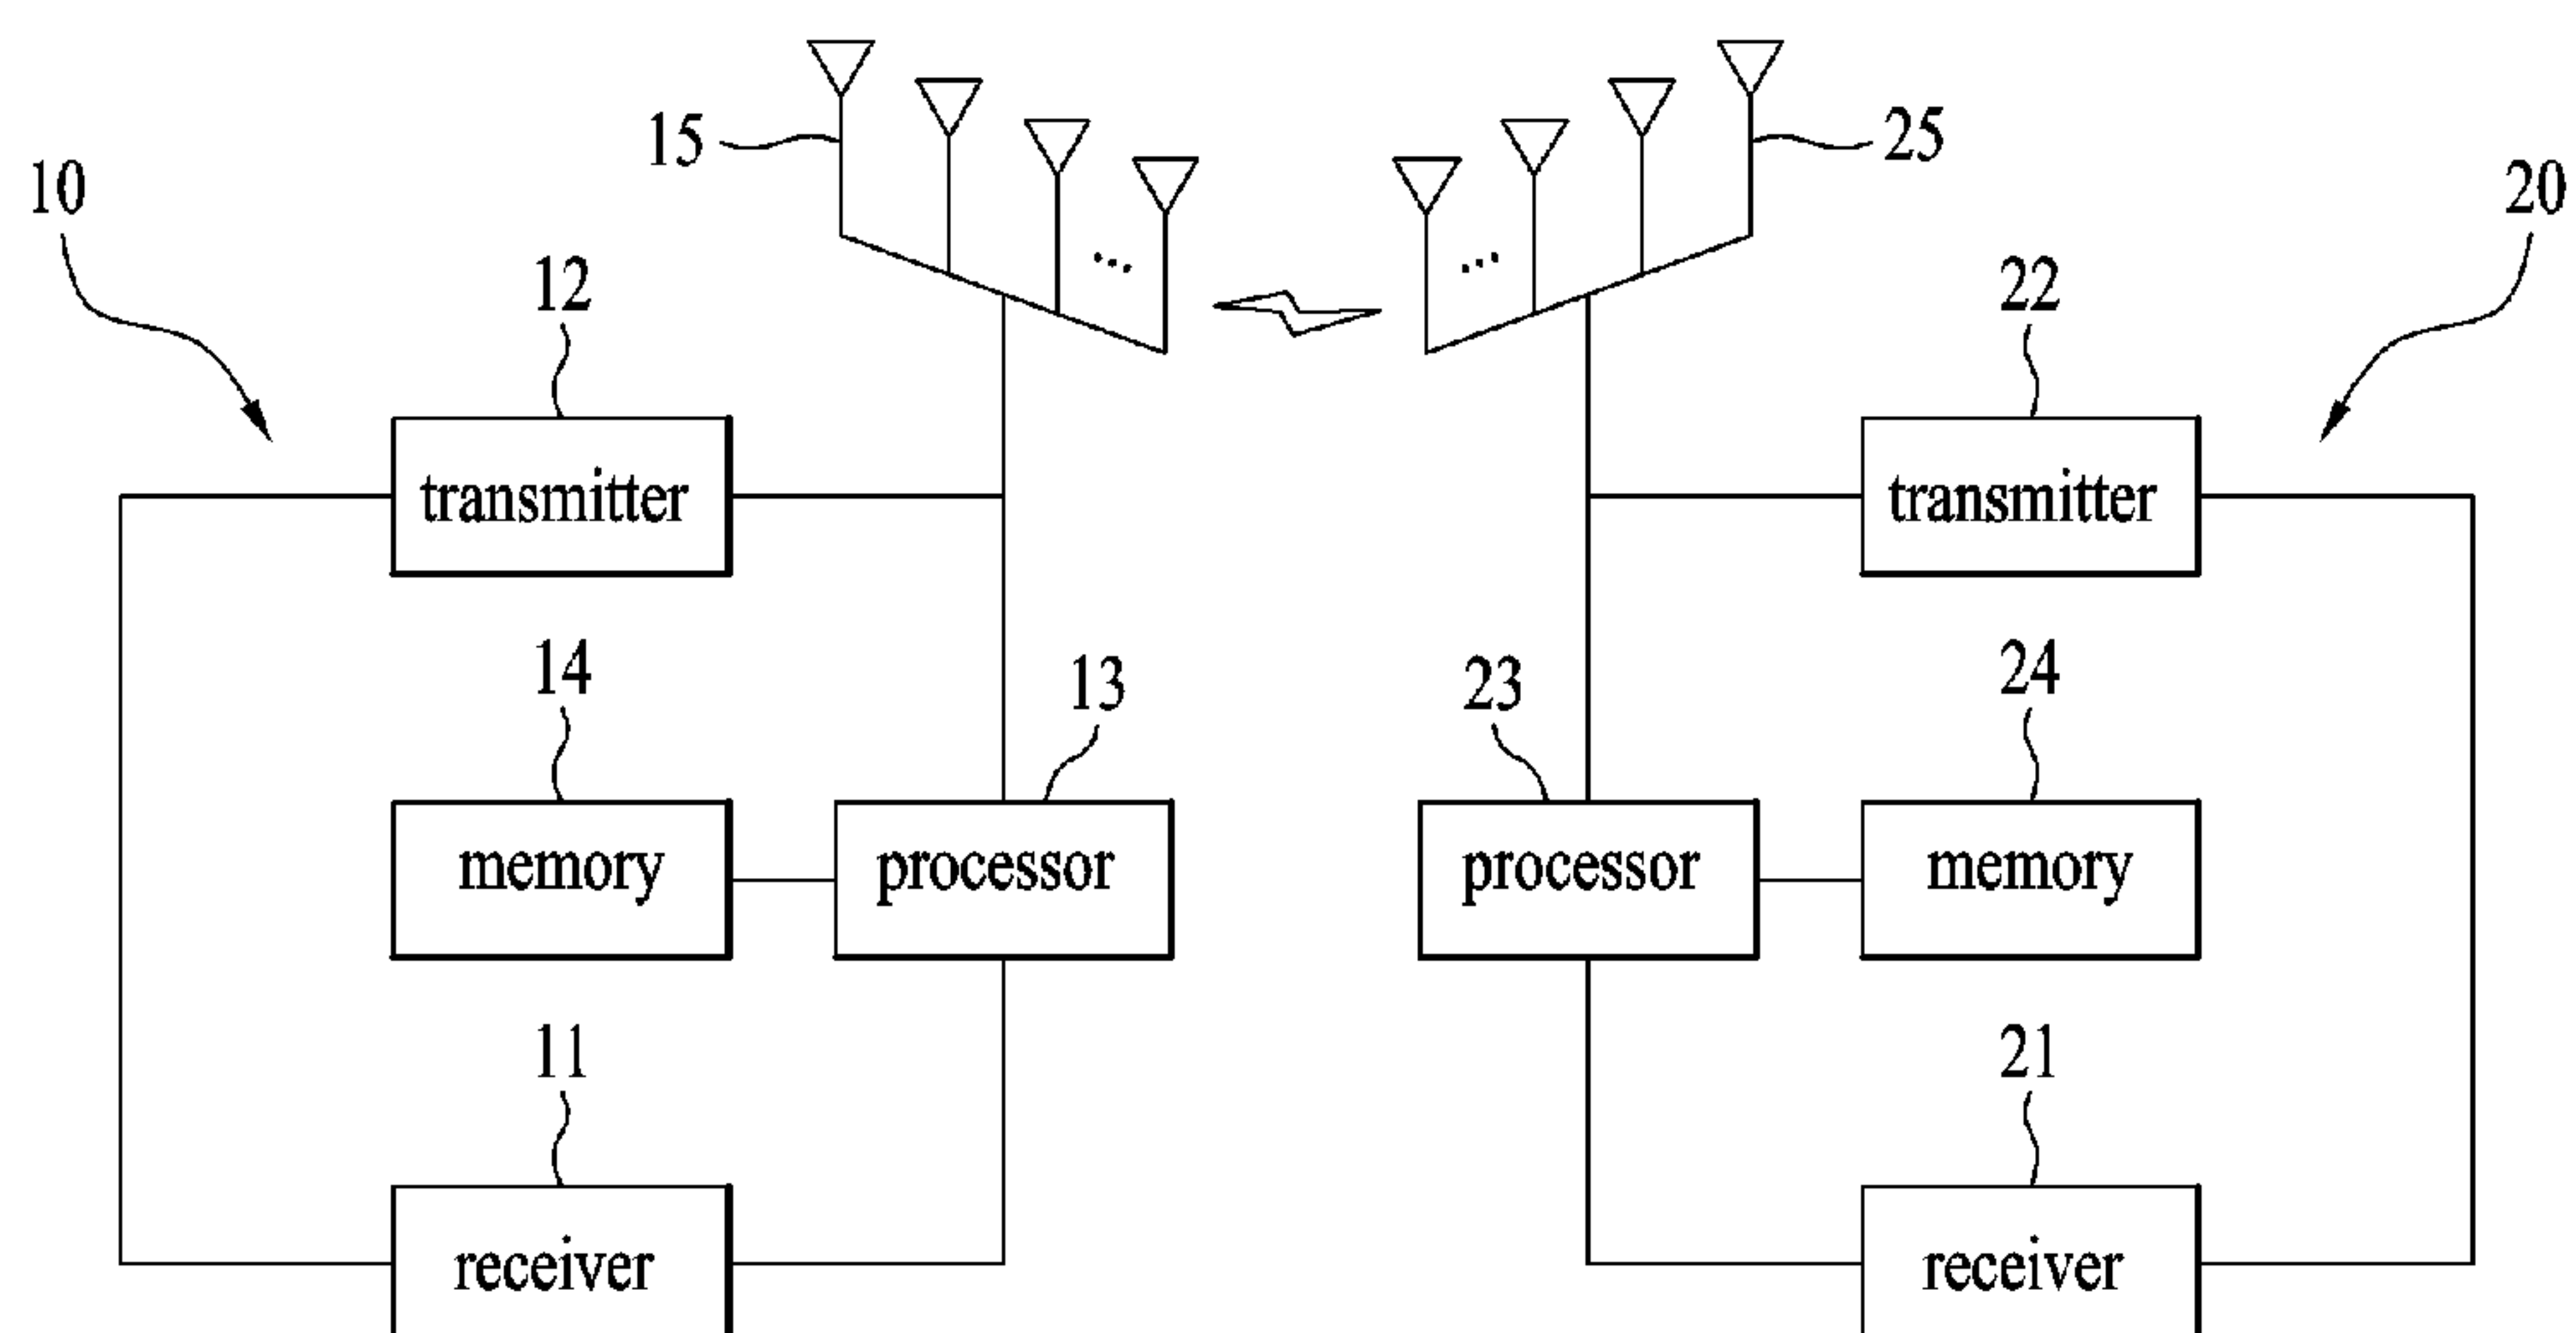 15
25
10
20
12
22
transmitter
transmitter
14
13
23
24
memory
processor
processor
memory
11
21
receiver
receiver